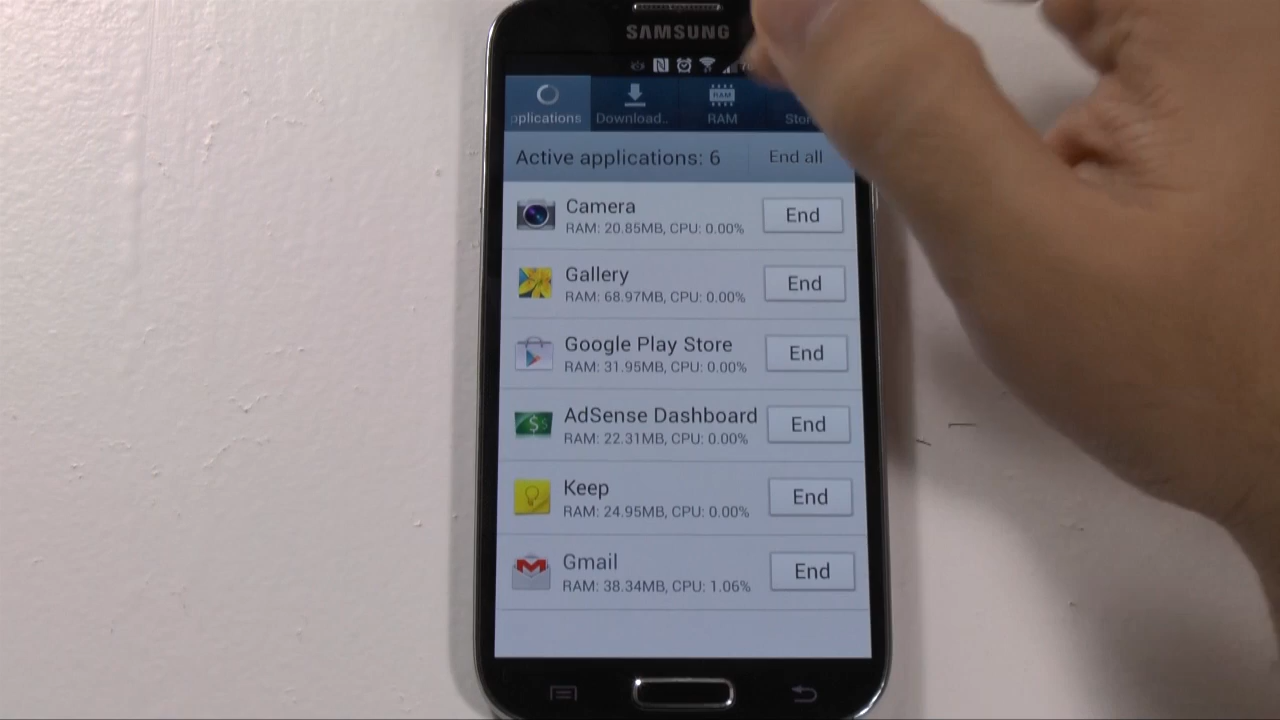 SAMSUNG
pplications
Download..
RAM
RAM
Stor
Active applications: 6
End all
Camera
RAM: 20.85MB, CPU: 0.00%
End
Gallery
RAM: 68.97MB, CPU: 0.00%
End
Google Play Store
RAM: 31.95MB, CPU: 0.00%
End
AdSense Dashboard
RAM: 22.31MB, CPU: 0.00%
End
Keep
RAM: 24.95MB, CPU: 0.00%
End
Gmail
RAM: 38.34MB, CPU: 1.06%
End